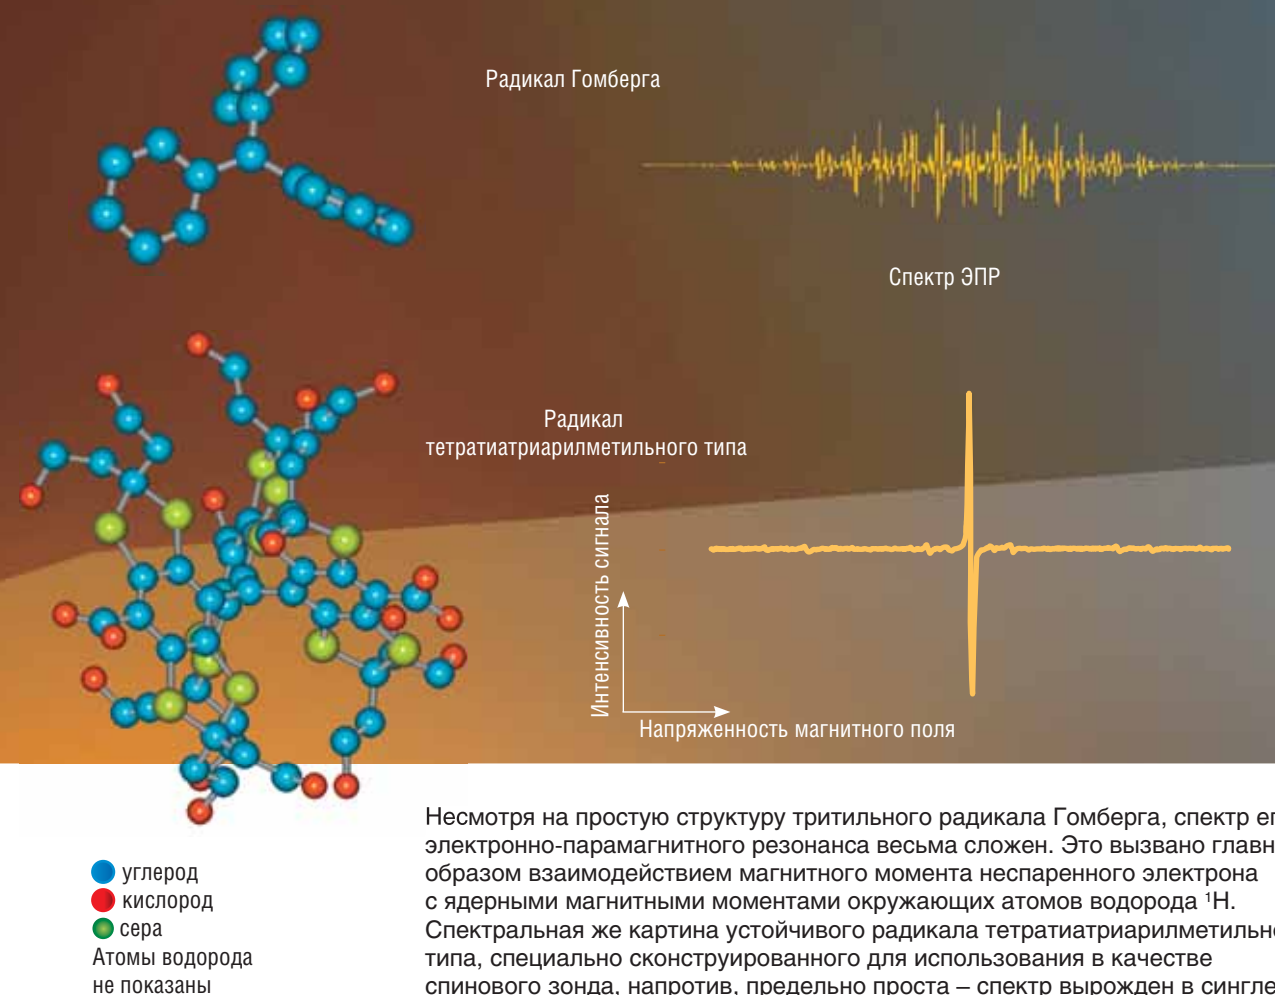 Радикал Гомберга
Спектр ЭПР
Радикал
тетратиатриарилметильного типа
Интенсивность сигнала
Напряженность магнитного поля
углерод
кислород
сера
Атомы водорода
не показаны
Несмотря на простую структуру тритильного радикала Гомберга, спектр
электронно-парамагнитного резонанса весьма сложен. Это вызвано
образом взаимодействием магнитного момента неспаренного электрона
с ядерными магнитными моментами окружающих атомов водорода ¹H.
Спектральная же картина устойчивого радикала
типа, специально сконструированного для использования в качестве
спинового зонда, напротив, предельно проста – спектр вырожден в